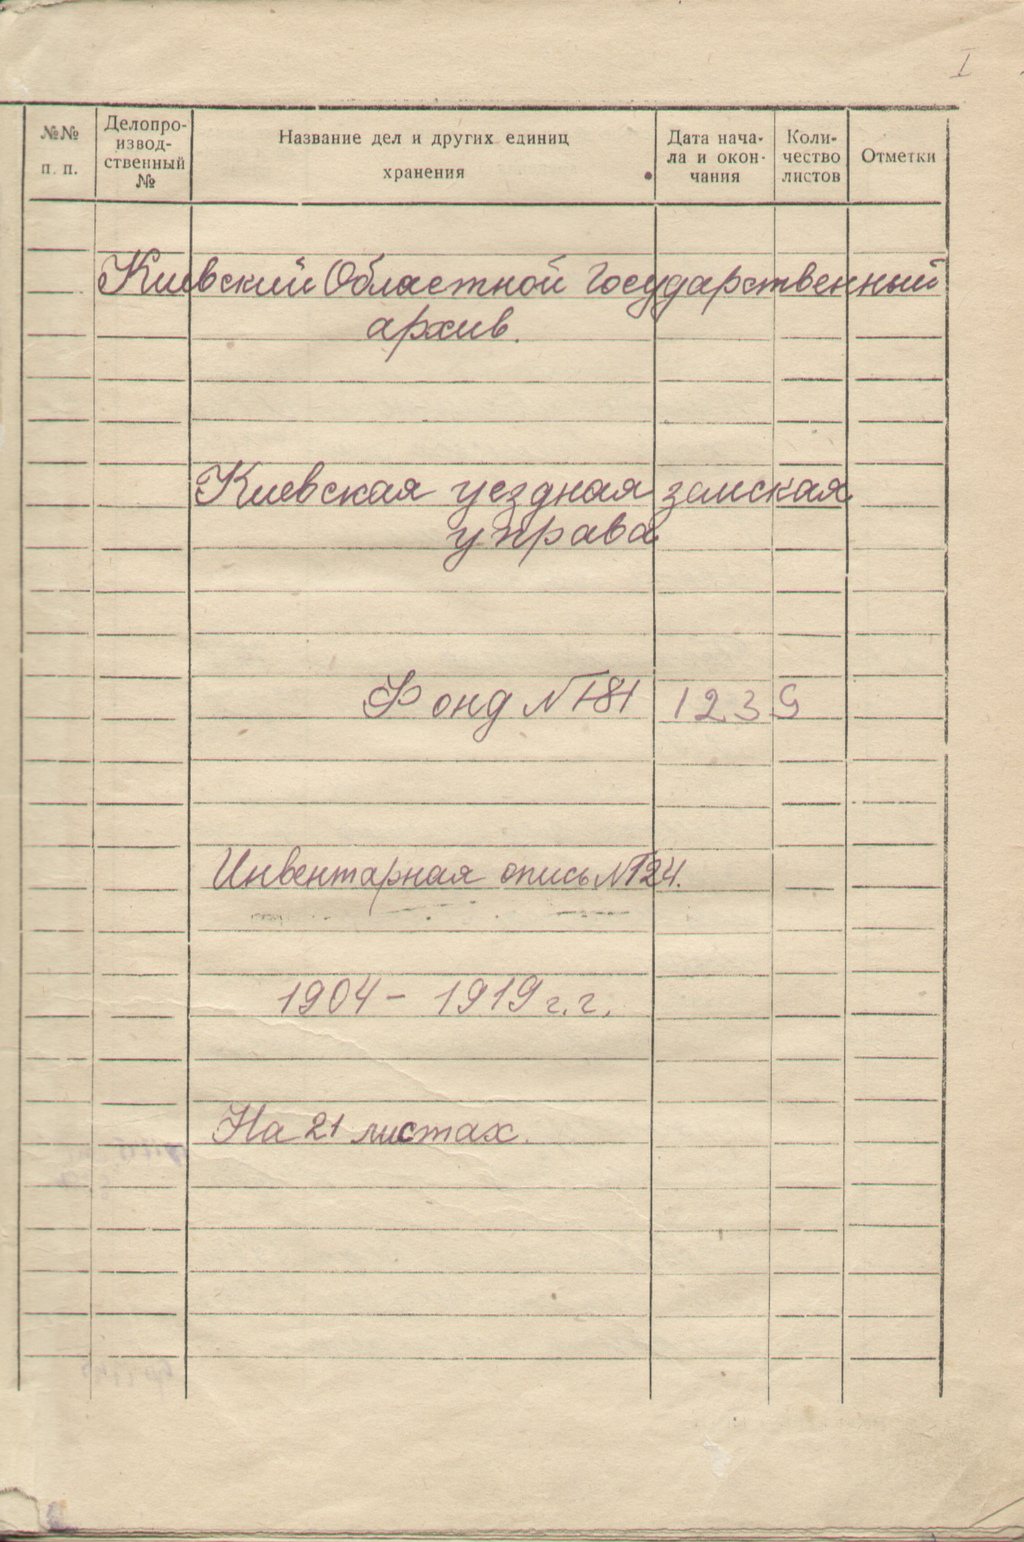 I
№№ п. п.
Делопро-
извод-
ственный
№
Название дел и других единиц
хранения
Дата нача-
ла и окон-
чания
Коли-
чество
листов
Отметки
Киевский Областной Государственный
архив.
Киевская уездная земская
управа
Фонд №181 1239
Инвентарная опись №124.
1904 - 1919 г.г.
На 21 листах.